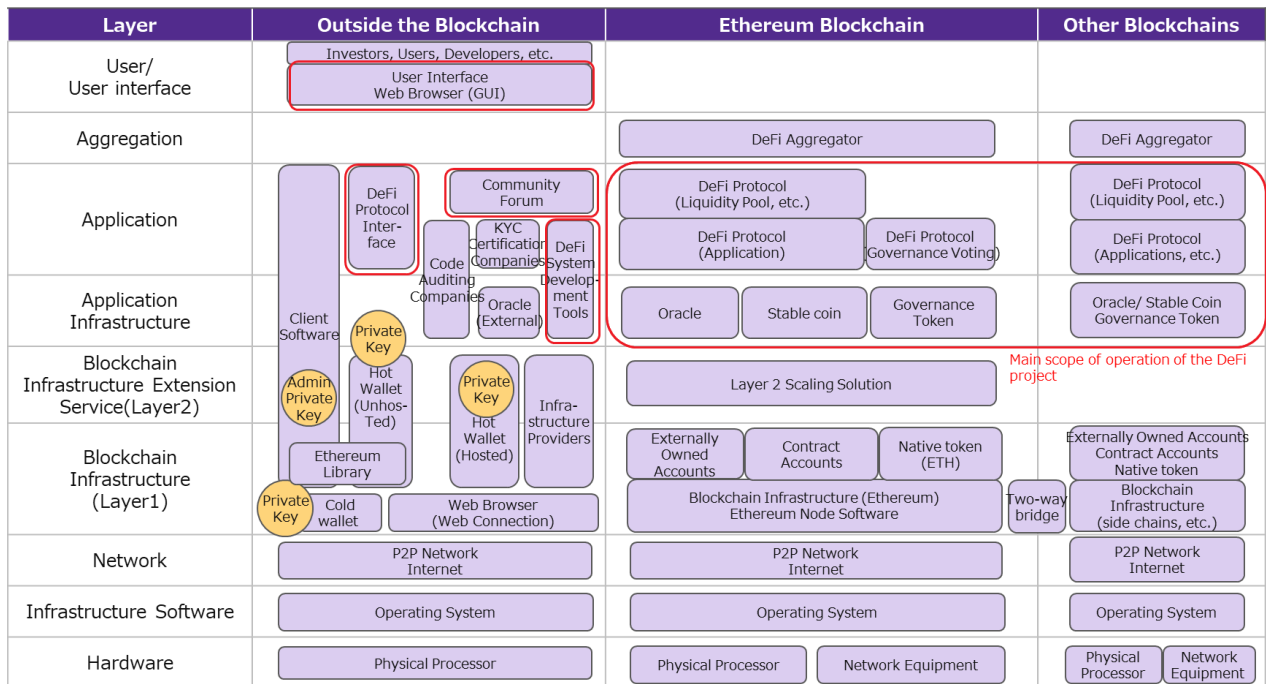 Layer
Outside the Blockchain
Ethereum Blockchain
Other Blockchains
User/
User interface
Investors, Users, Developers, etc.
User Interface
Web Browser (GUI)
Aggregation
DeFi Aggregator
DeFi Aggregator
Application
DeFi
Protocol
Inter-
face
Community
Forum
KYC
Certification
Companies
Code
Auditing
Companies
DeFi
System
Develop-
ment
Tools
DeFi Protocol
(Liquidity Pool, etc.)
DeFi Protocol
(Application)
DeFi Protocol
(Governance Voting)
DeFi Protocol
(Liquidity Pool, etc.)
DeFi Protocol
(Applications, etc.)
Application
Infrastructure
Client
Software
Oracle
(External)
Oracle
Stable coin
Governance
Token
Oracle/ Stable Coin
Governance Token
Main scope of operation of the DeFi
project
Blockchain
Infrastructure Extension
Service(Layer2)
Admin
Private
Key
Private
Key
Hot
Wallet
(Unhos-
Ted)
Private
Key
Hot
Wallet
(Hosted)
Infra-
structure
Providers
Layer 2 Scaling Solution
Blockchain
Infrastructure
(Layer1)
Ethereum
Library
Private
Key
Cold
wallet
Web Browser
(Web Connection)
Externally
Owned
Accounts
Contract
Accounts
Native token
(ETH)
Blockchain Infrastructure (Ethereum)
Ethereum Node Software
Two-way
bridge
Externally Owned Accounts
Contract Accounts
Native token
Blockchain
Infrastructure
(side chains, etc.)
Network
P2P Network
Internet
P2P Network
Internet
P2P Network
Internet
Infrastructure Software
Operating System
Operating System
Operating System
Hardware
Physical Processor
Physical Processor
Network Equipment
Physical
Processor
Network
Equipment